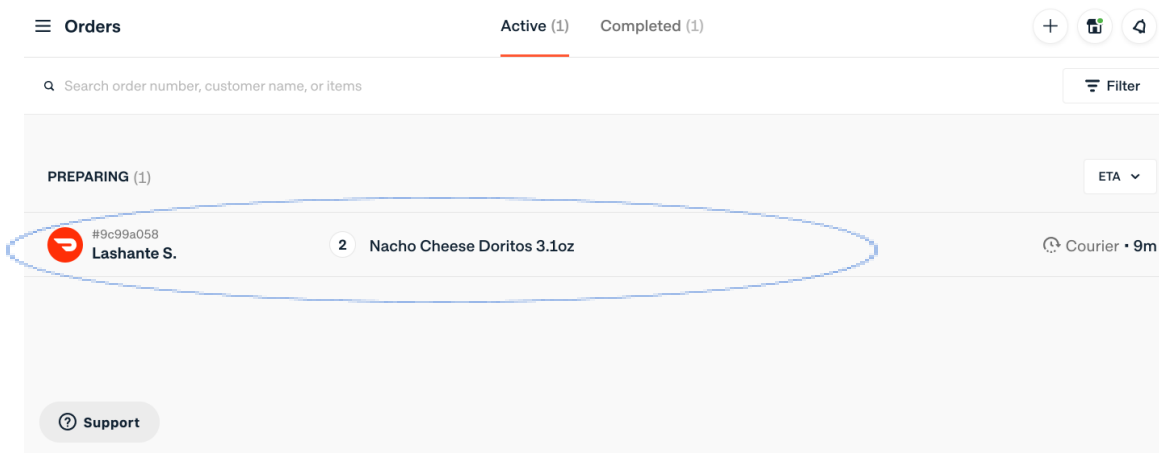 Orders
Active (1)
Completed (1)
Search order number, customer name, or items
Filter
PREPARING (1)
ETA
#9c99a058
Lashante S.
2 Nacho Cheese Doritos 3.1oz
Courier • 9m
Support